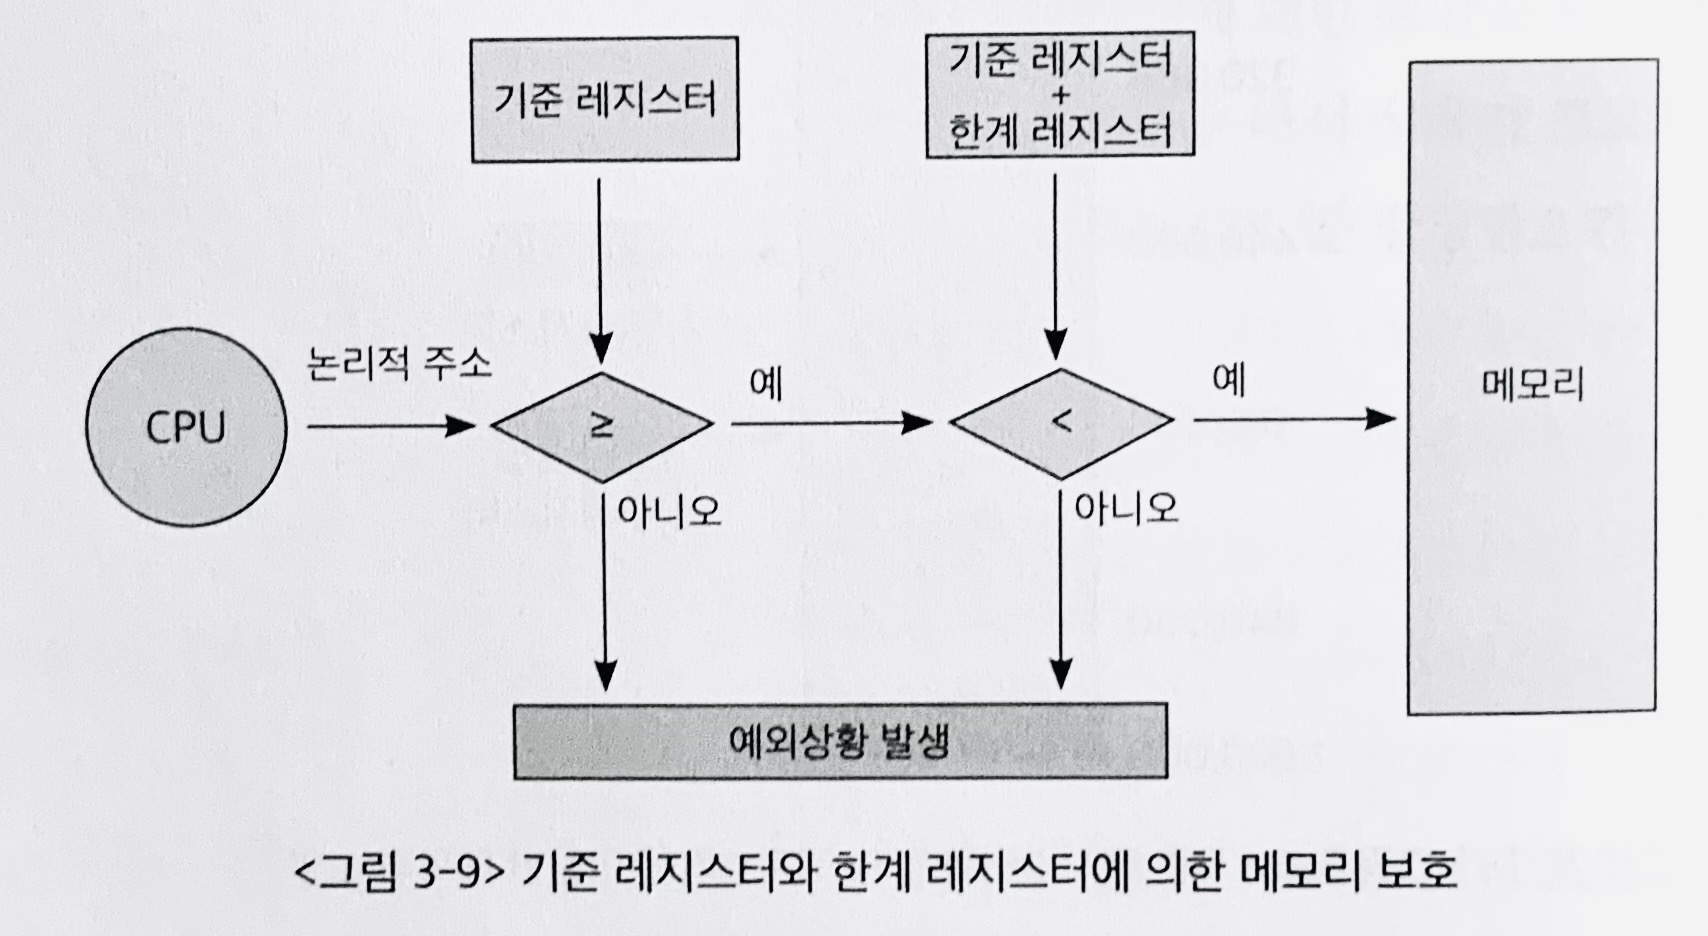 기준 레지스터
기준 레지스터
+
한계 레지스터
CPU
논리적 주소
≥
예
<
예
메모리
아니오
아니오
예외상황 발생
<그림 3-9> 기준 레지스터와 한계 레지스터에 의한 메모리 보호